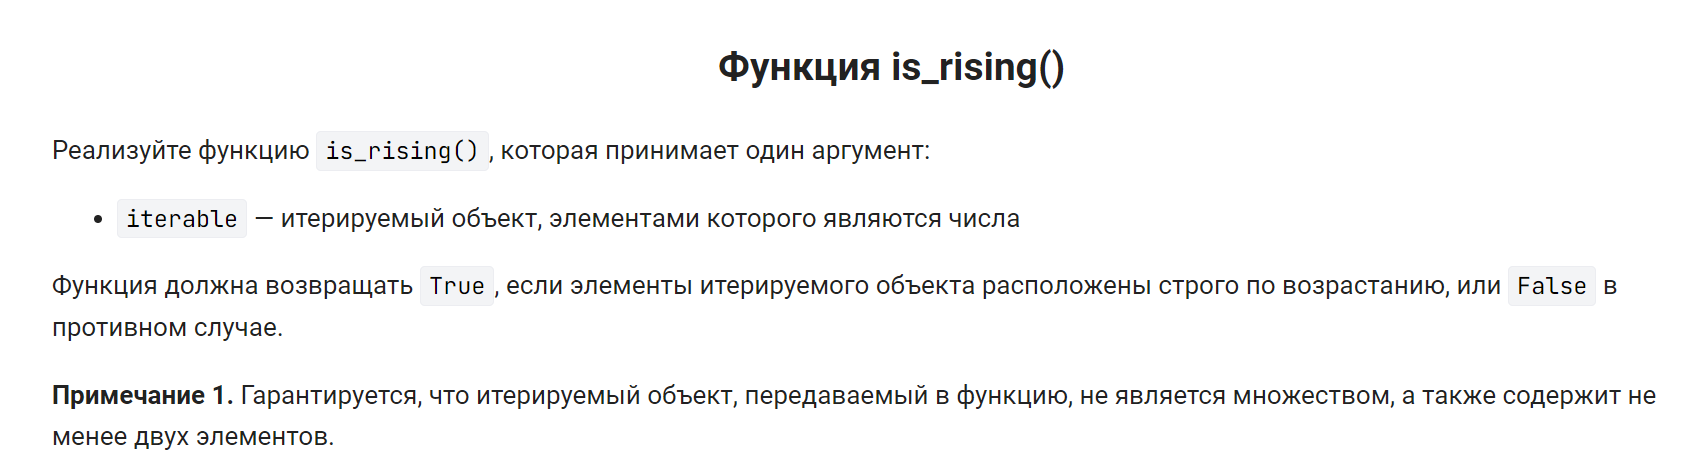 Функция is_rising()
Реализуйте функцию is_rising(), которая принимает один аргумент:
• iterable — итерируемый объект, элементами которого являются числа
Функция должна возвращать True, если элементы итерируемого объекта расположены строго по возрастанию, или False в
противном случае.
Примечание 1. Гарантируется, что итерируемый объект, передаваемый в функцию, не является множеством, а также содержит не
менее двух элементов.